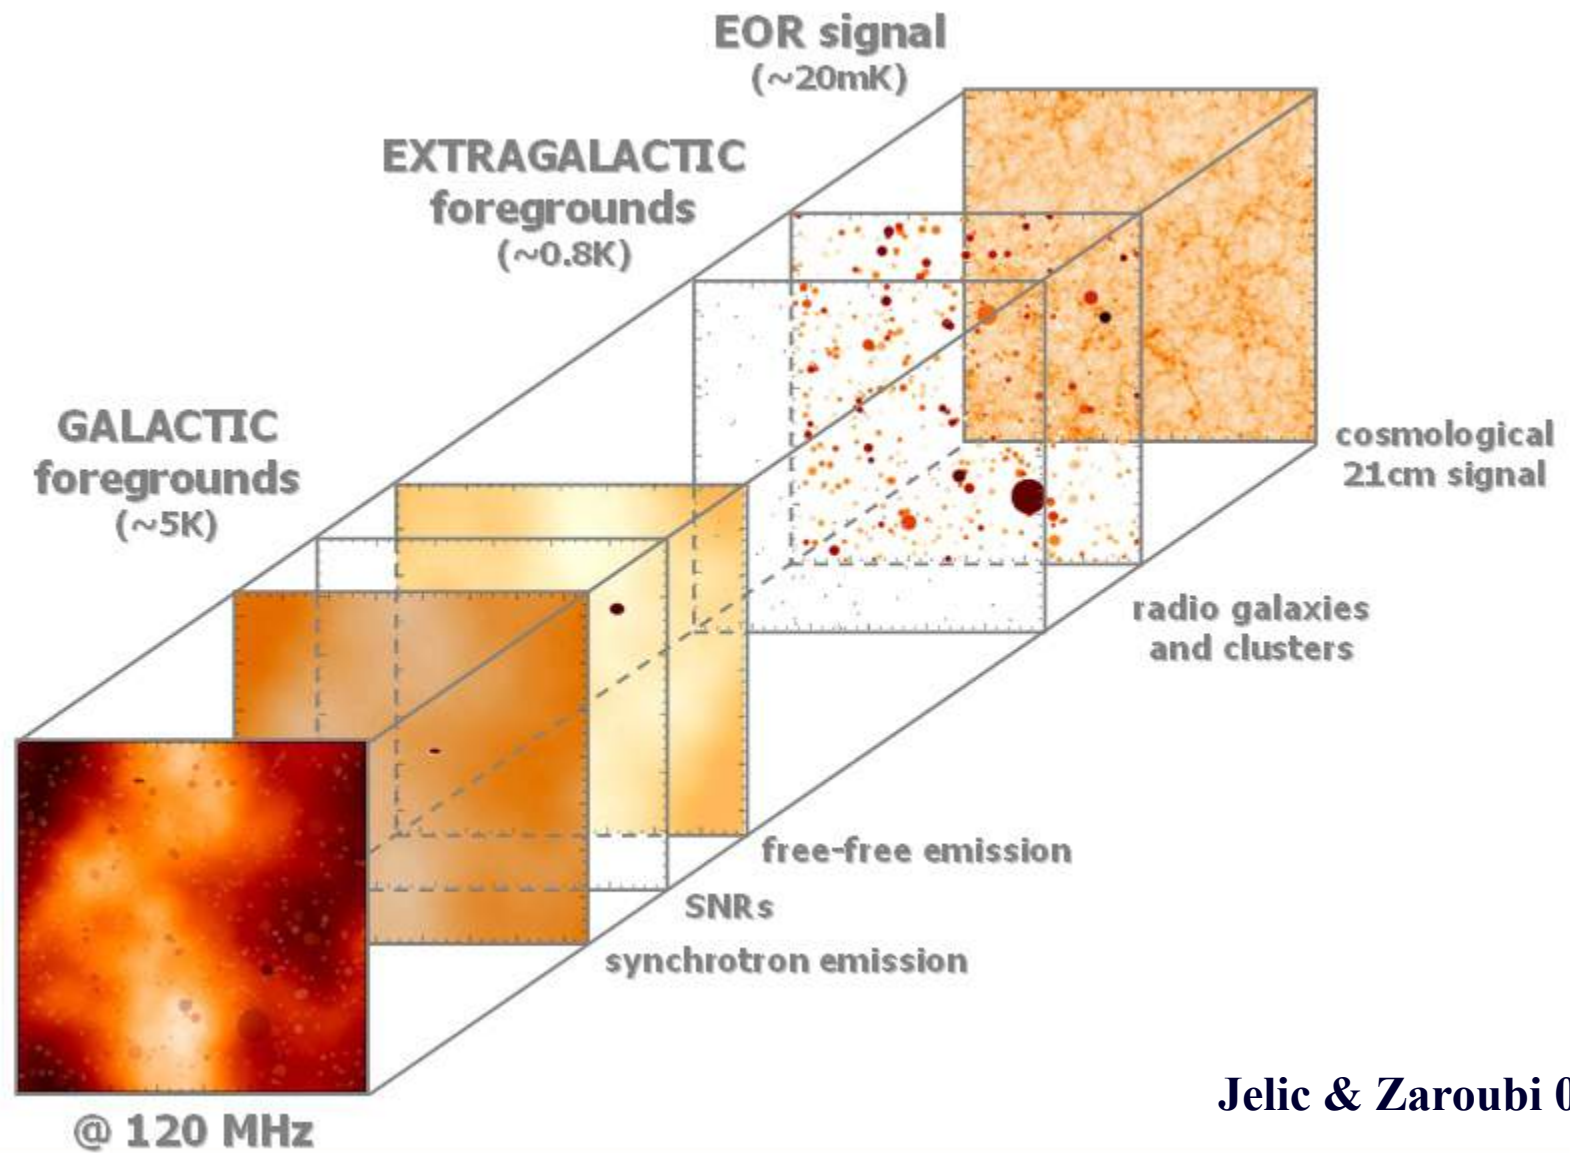 EOR signal
(~20mK)
EXTRAGALACTIC
foregrounds
(~0.8K)
GALACTIC
foregrounds
(~5K)
cosmological
21cm signal
radio galaxies
and clusters
free-free emission
SNRs
synchrotron emission
@ 120 MHz
Jelic & Zaroubi